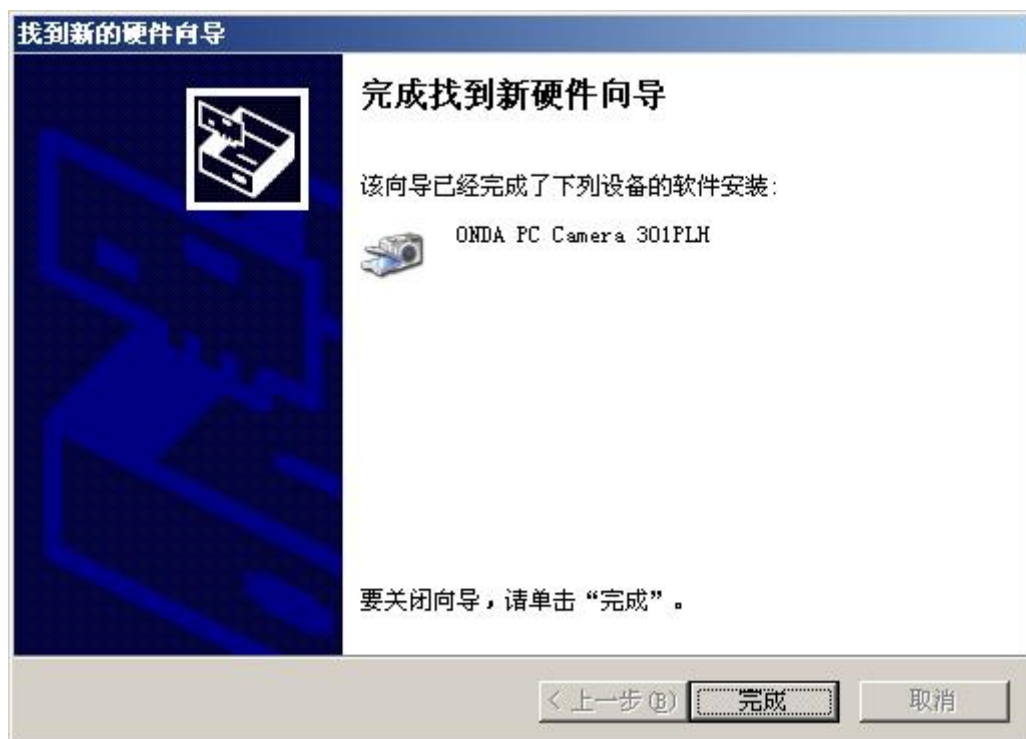 找到新的硬件向导
完成找到新硬件向导
该向导已经完成了下列设备的软件安装:
ONDA PC Camera 301PLH
要关闭向导，请单击“完成”。
< 上一步(B)
完成
取消